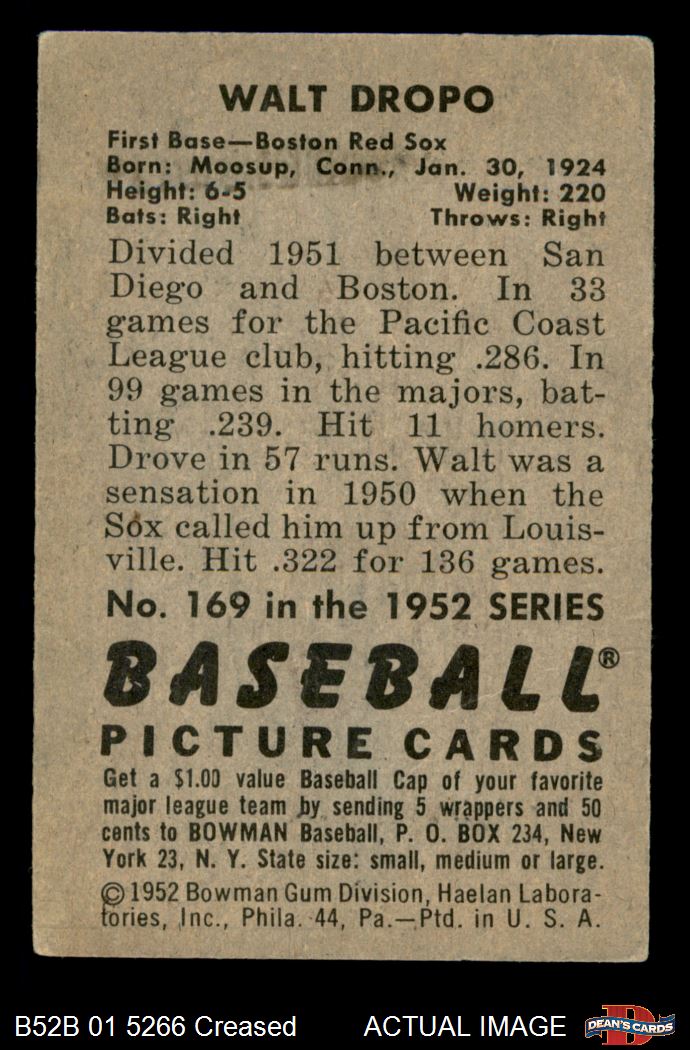 WALT DROPO
First Base—Boston Red Sox
Born: Moosup, Conn., Jan. 30, 1924
Height: 6-5 Weight: 220
Bats: Right Throws: Right
Divided 1951 between San
Diego and Boston. In 33
games for the Pacific Coast
League club, hitting .286. In
99 games in the majors, bat-
ting .239. Hit 11 homers.
Drove in 57 runs. Walt was a
sensation in 1950 when the
Sox called him up from Louis-
ville. Hit .322 for 136 games.
No. 169 in the 1952 SERIES
BASEBALL®
PICTURE CARDS
Get a $1.00 value Baseball Cap of your favorite
major league team by sending 5 wrappers and 50
cents to BOWMAN Baseball, P. O. BOX 234, New
York 23, N. Y. State size: small, medium or large.
©1952 Bowman Gum Division, Haelan Labora-
tories, Inc., Phila. 44, Pa.—Ptd. in U. S. A.
B52B 01 5266 Creased ACTUAL IMAGE DEAN'S CARDS